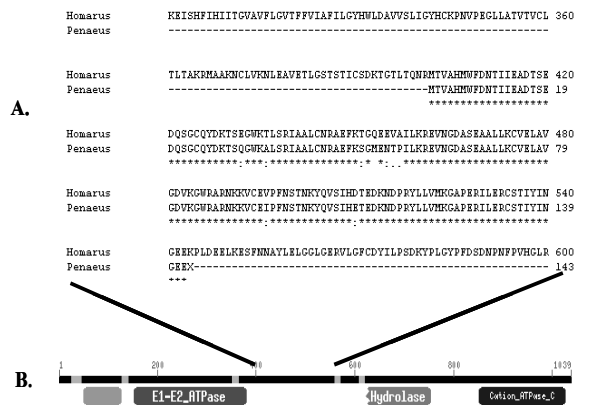 Homarus KEISHFIHIITGVAVFLGVTFFVIAFILGYHWLDAVVSLIGYHCKPNVPEGLLATVTVCL 360
Penaeus ------------------------------------------------------------
Homarus TLTAKRMAAKNCLVKNLEAVETLGSTSTICSDKTGTLTQNRMTVAHMWFDNTIIEADTSE 420
Penaeus -----------------------------------------MTVAHMWFDNTIIEADTSE 19
*******************
A.
Homarus DQSGCQYDKTSEGWKTLSRIAALCNRAEFKTGQEEVAILKREVNGDASEAALLKCVELAV 480
Penaeus DQSGCQYDKTSQGWKALSRIAALCNRAEFKSGMENTPILKREVNGDASEAALLKCVELAV 79
***********:***:**************:* *:..:**********************
Homarus GDVKGWRARNKKVCEVPFNSTNKYQVSIHDTEDKNDPRYLLVMKGAPERILERCSTIYIN 540
Penaeus GDVKGWRARNKKVCEIPFNSTNKYQVSIHETEDKNDPRYLLVMKGAPERILERCSTIYIN 139
***************:*************:******************************
Homarus GEEKPLDEELKESFNNAYLELGGLGERVLGFCDYILPSDKYPLGYPFDSDNPNFPVHGLR 600
Penaeus GEEX-------------------------------------------------------- 143
***
1 200 400 600 800 1039
B.
E1-E2_ATPase Hydrolase Cation_ATPase_C